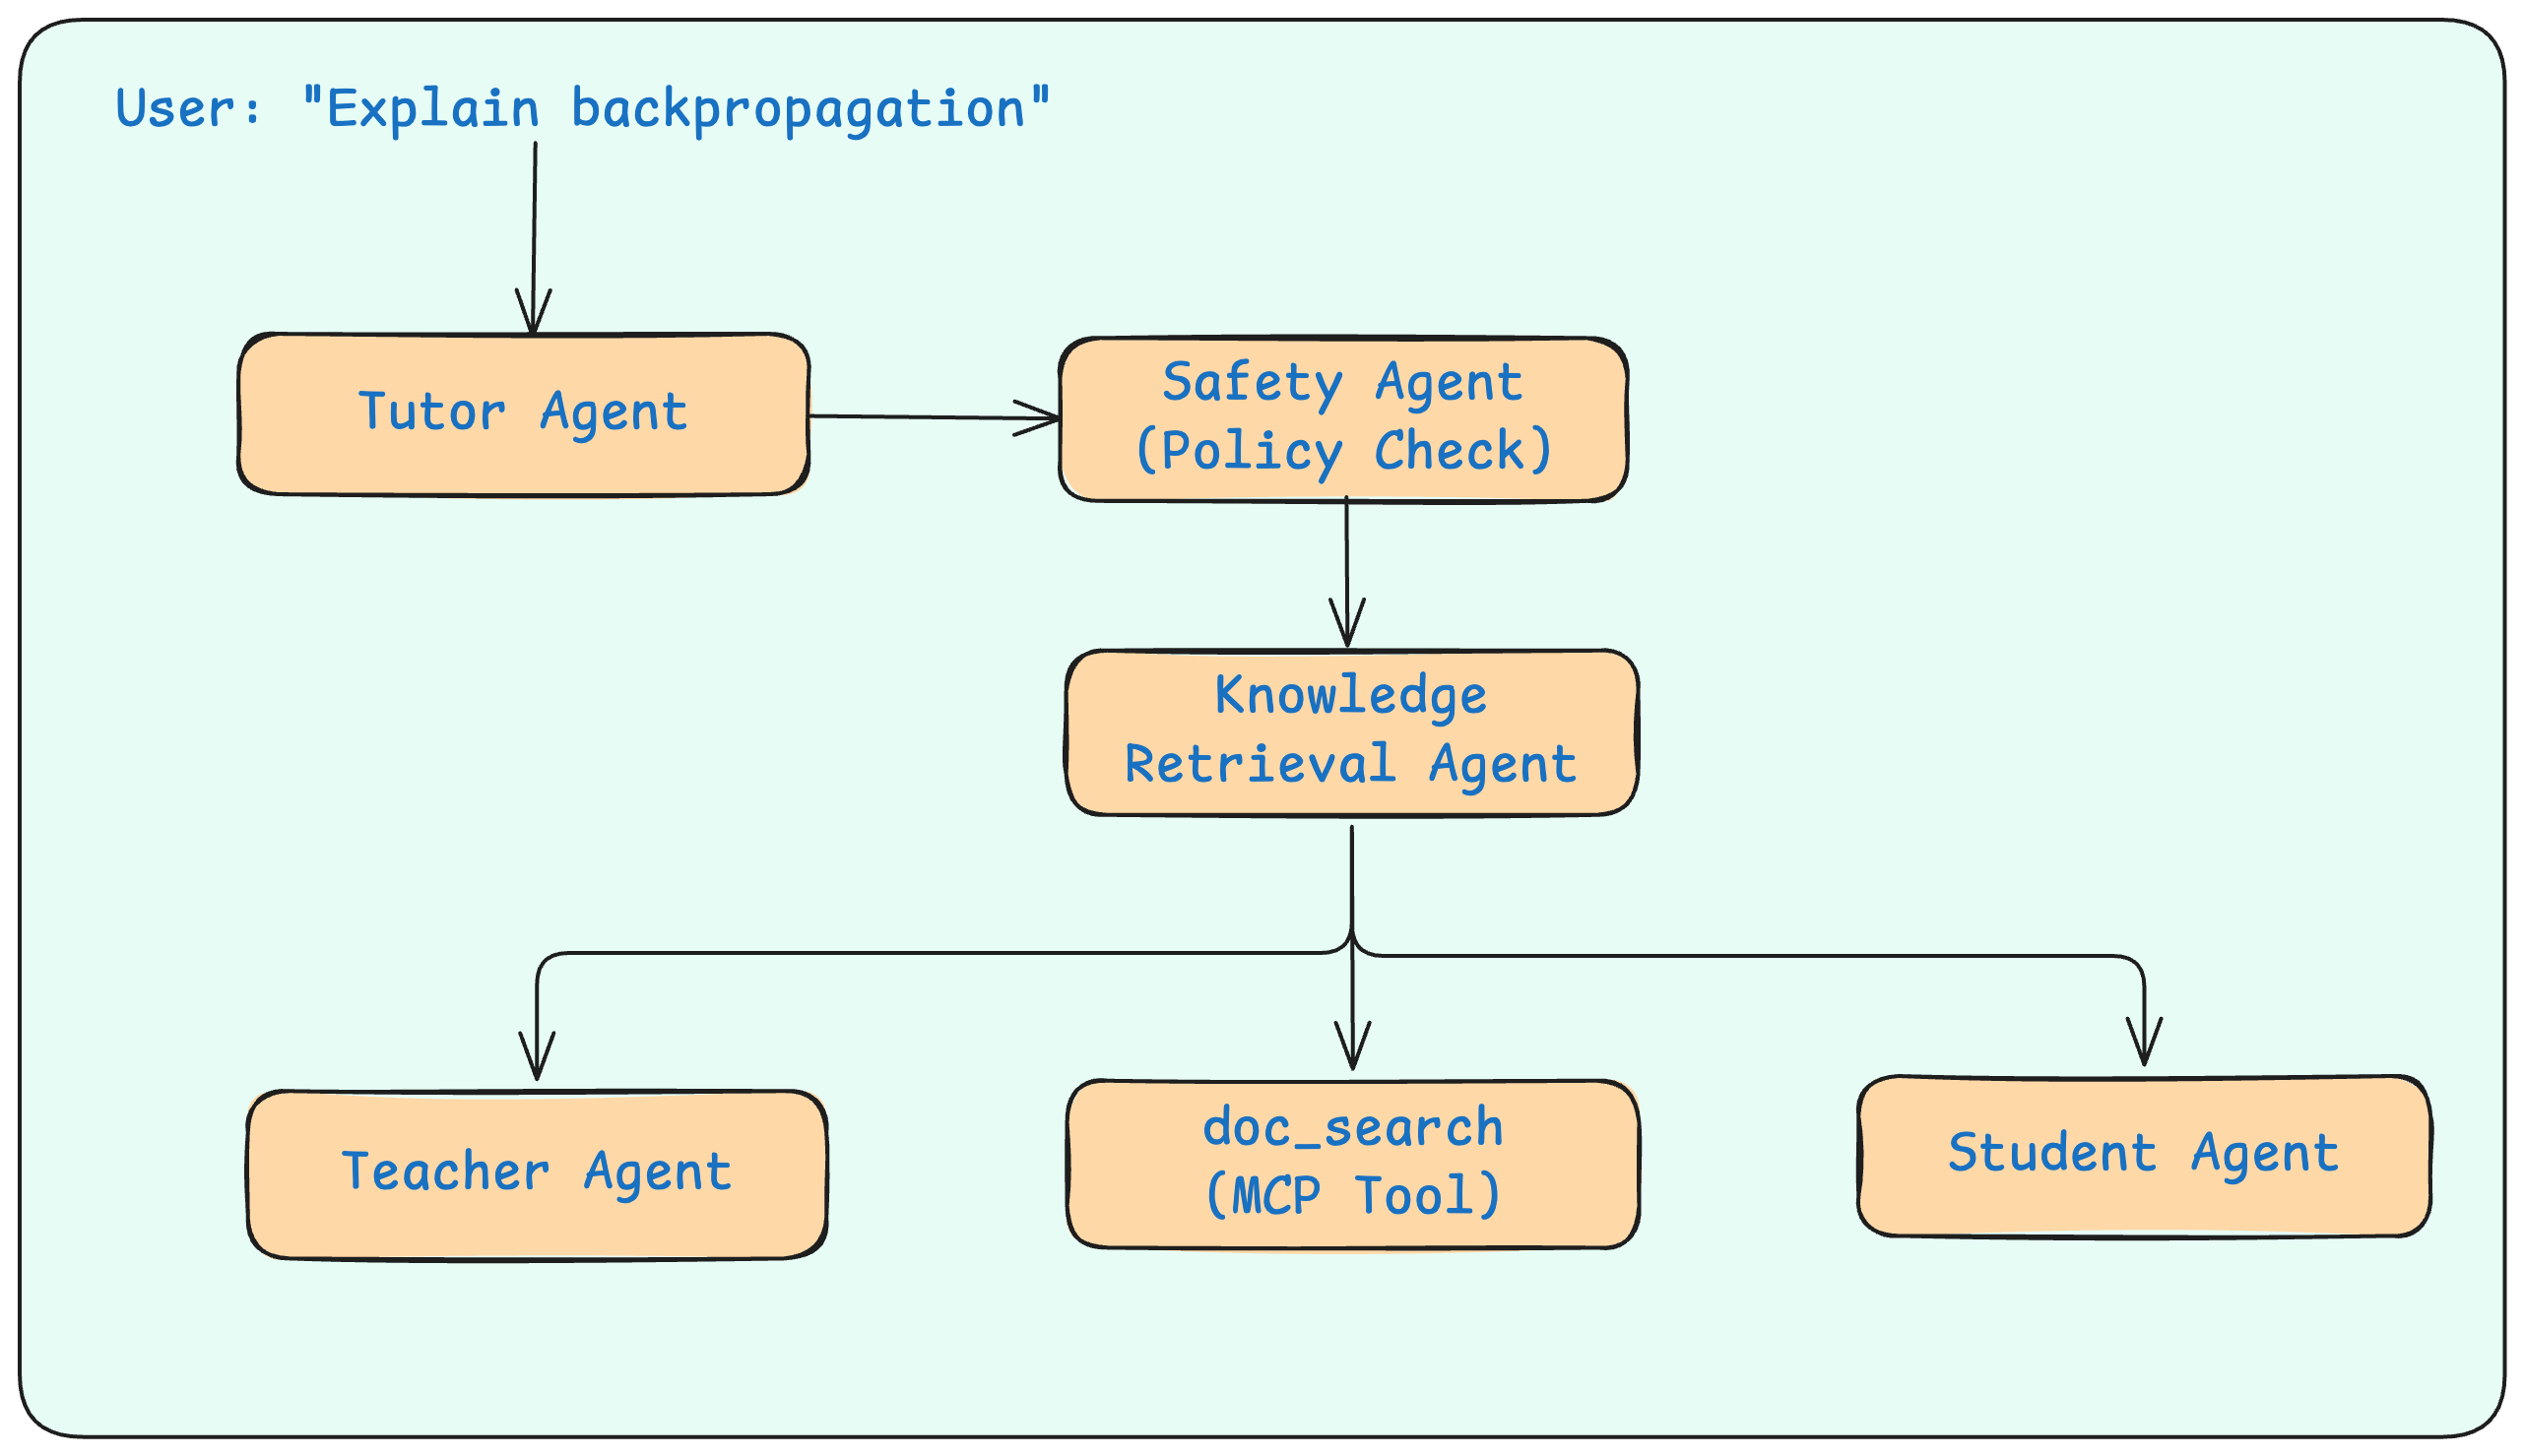 User: "Explain backpropagation"
Tutor Agent
Safety Agent
(Policy Check)
Knowledge
Retrieval Agent
Teacher Agent
doc_search
(MCP Tool)
Student Agent